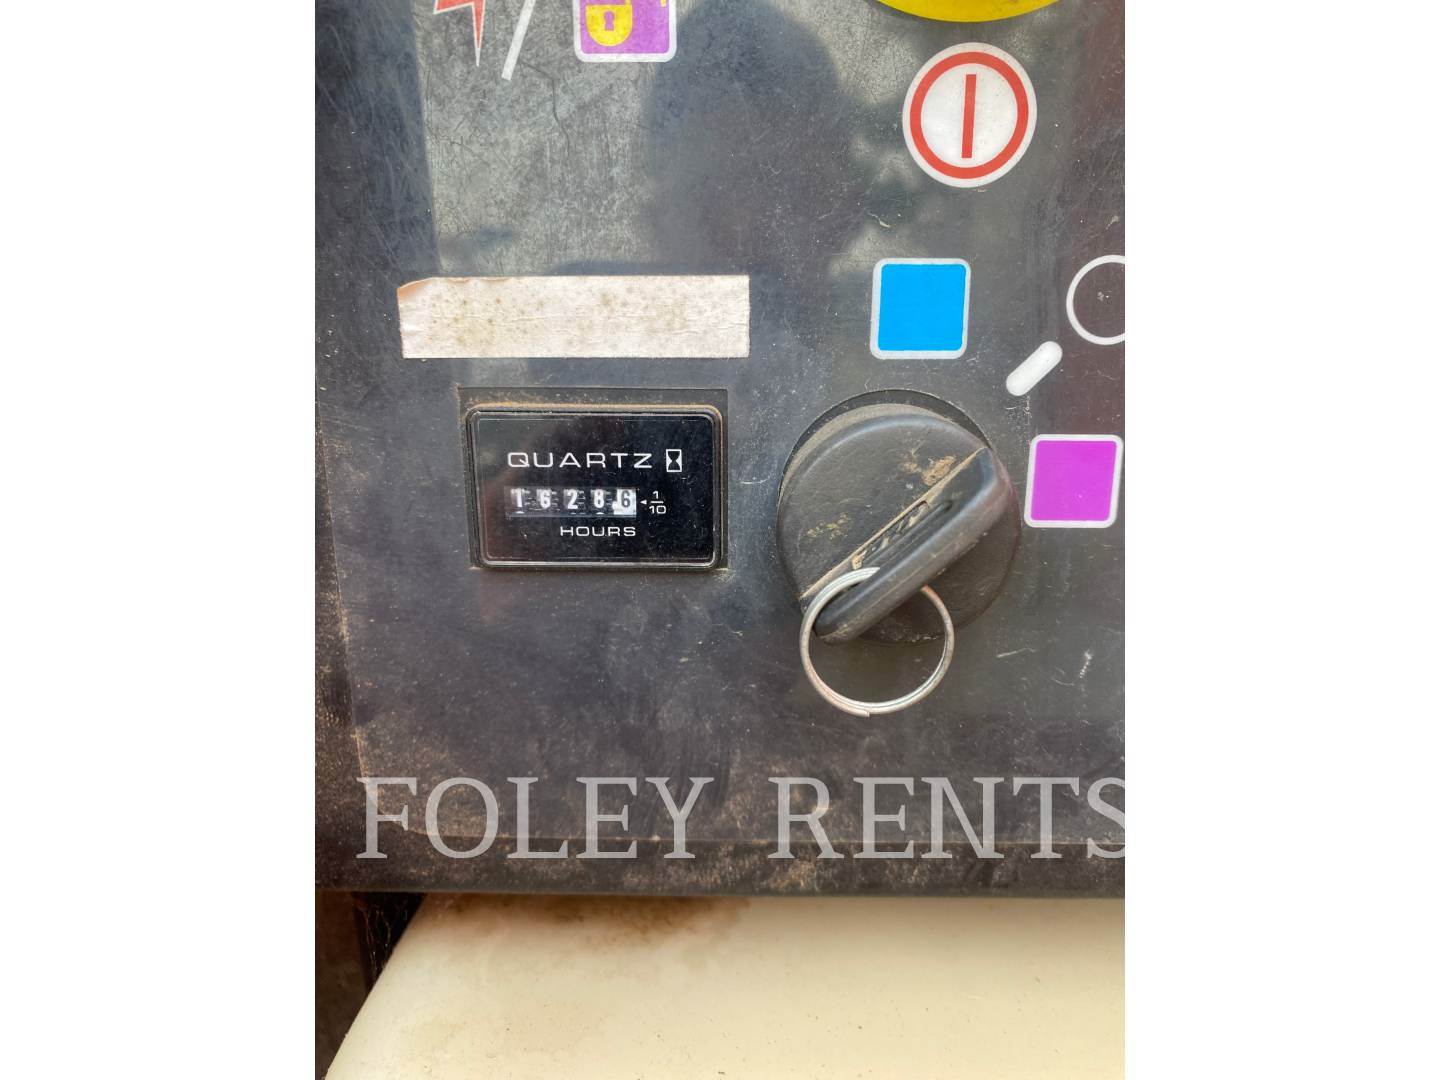 QUARTZ
16286 1/10
HOURS
FOLEY RENTS